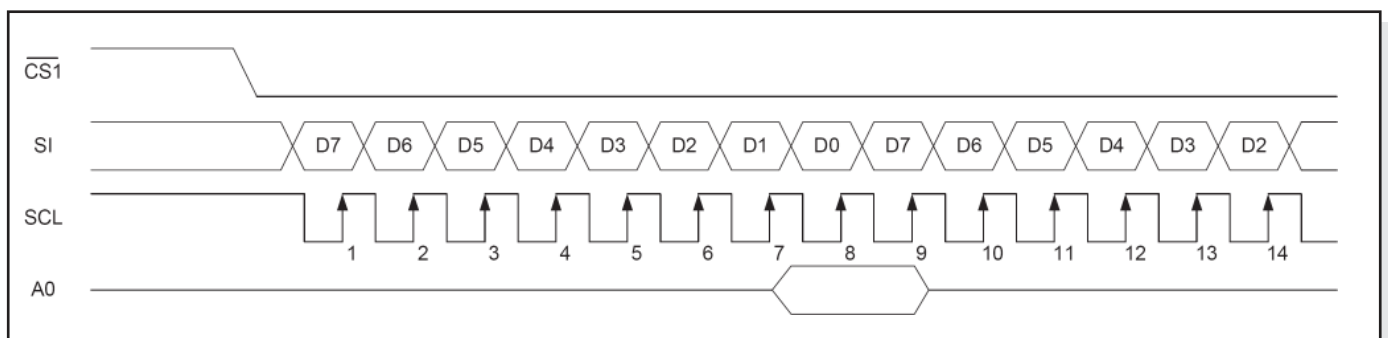 CS1
SI D7 D6 D5 D4 D3 D2 D1 D0 D7 D6 D5 D4 D3 D2
SCL
1 2 3 4 5 6 7 8 9 10 11 12 13 14
A0